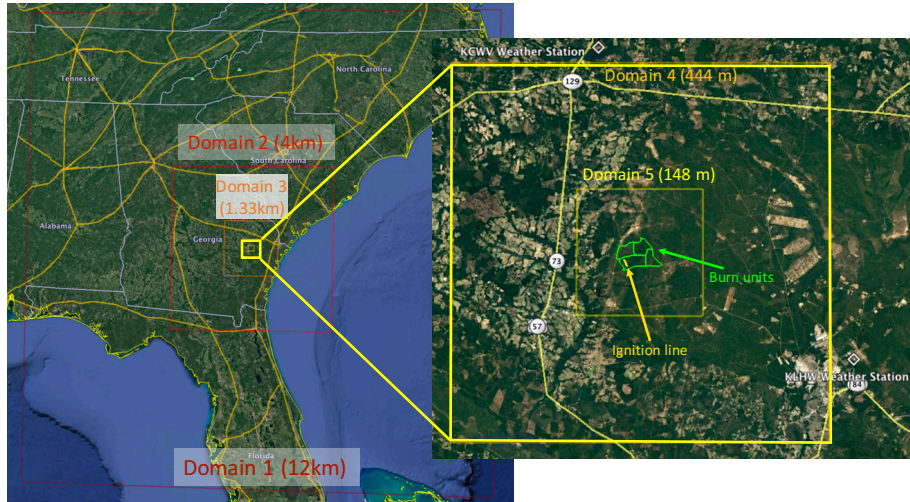 Tennessee
North Carolina
Domain 2 (4km)
South Carolina
Domain 3
(1.33km)
Alabama
Georgia
Florida
Domain 1 (12km)
KCWV Weather Station
Domain 4 (444 m)
129
Domain 5 (148 m)
73
Burn units
57
Ignition line
KLHW Weather Station
84